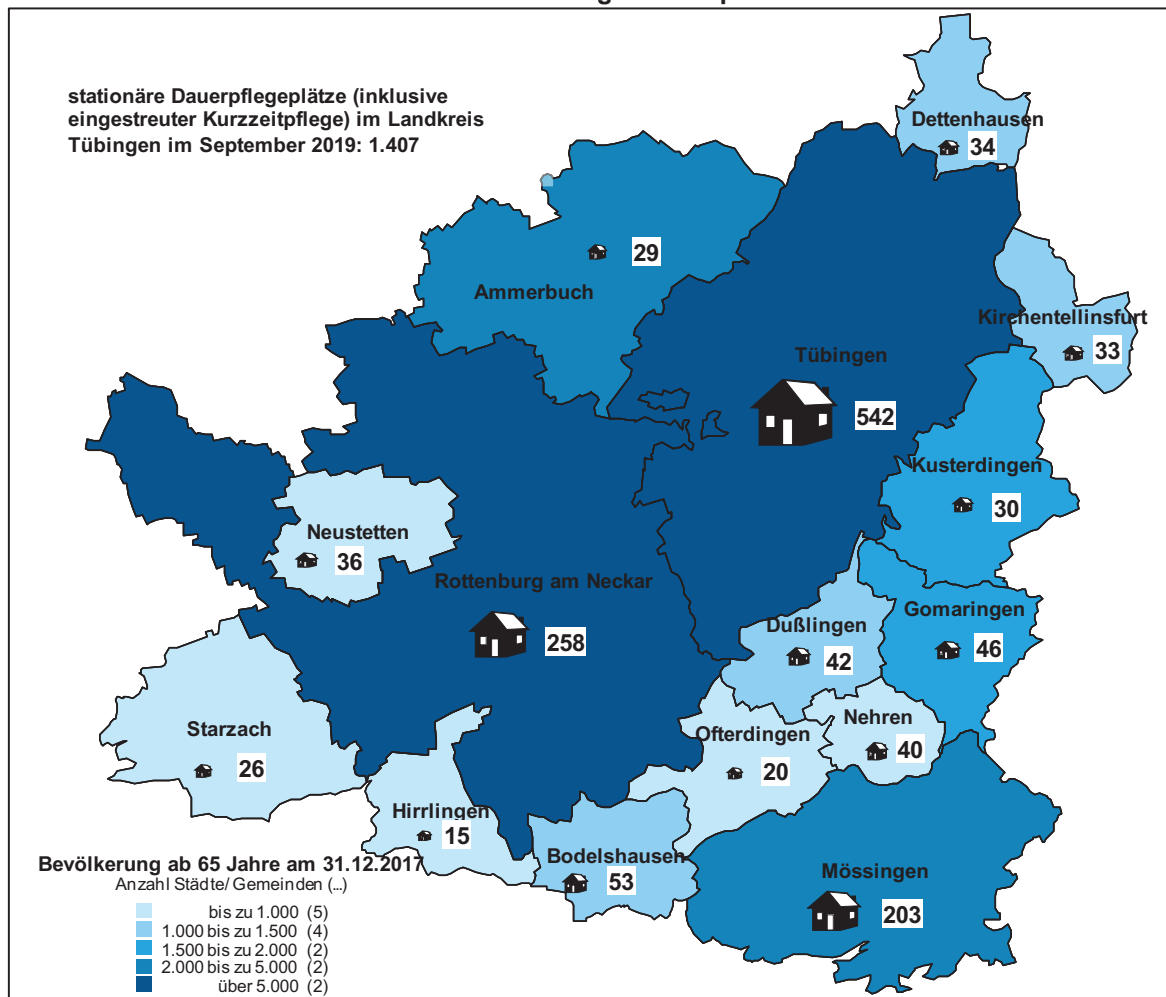 stationäre Dauerpflegeplätze (inklusive
eingestreuter Kurzzeitpflege) im Landkreis
Tübingen im September 2019: 1.407
Dettenhausen
34
29
Ammerbuch
Kirchentellinsfurt
33
Tübingen
542
Kusterdingen
30
Neustetten
36
Rottenburg am Neckar
258
Gomaringen
46
Dußlingen
42
Starzach
26
Nehren
40
Ofterdingen
20
Hirrlingen
15
Bodelshausen
53
Mössingen
203
Bevölkerung ab 65 Jahre am 31.12.2017
Anzahl Städte/Gemeinden (...)
bis zu 1.000 (5)
1.000 bis zu 1.500 (4)
1.500 bis zu 2.000 (2)
2.000 bis zu 5.000 (2)
über 5.000 (2)